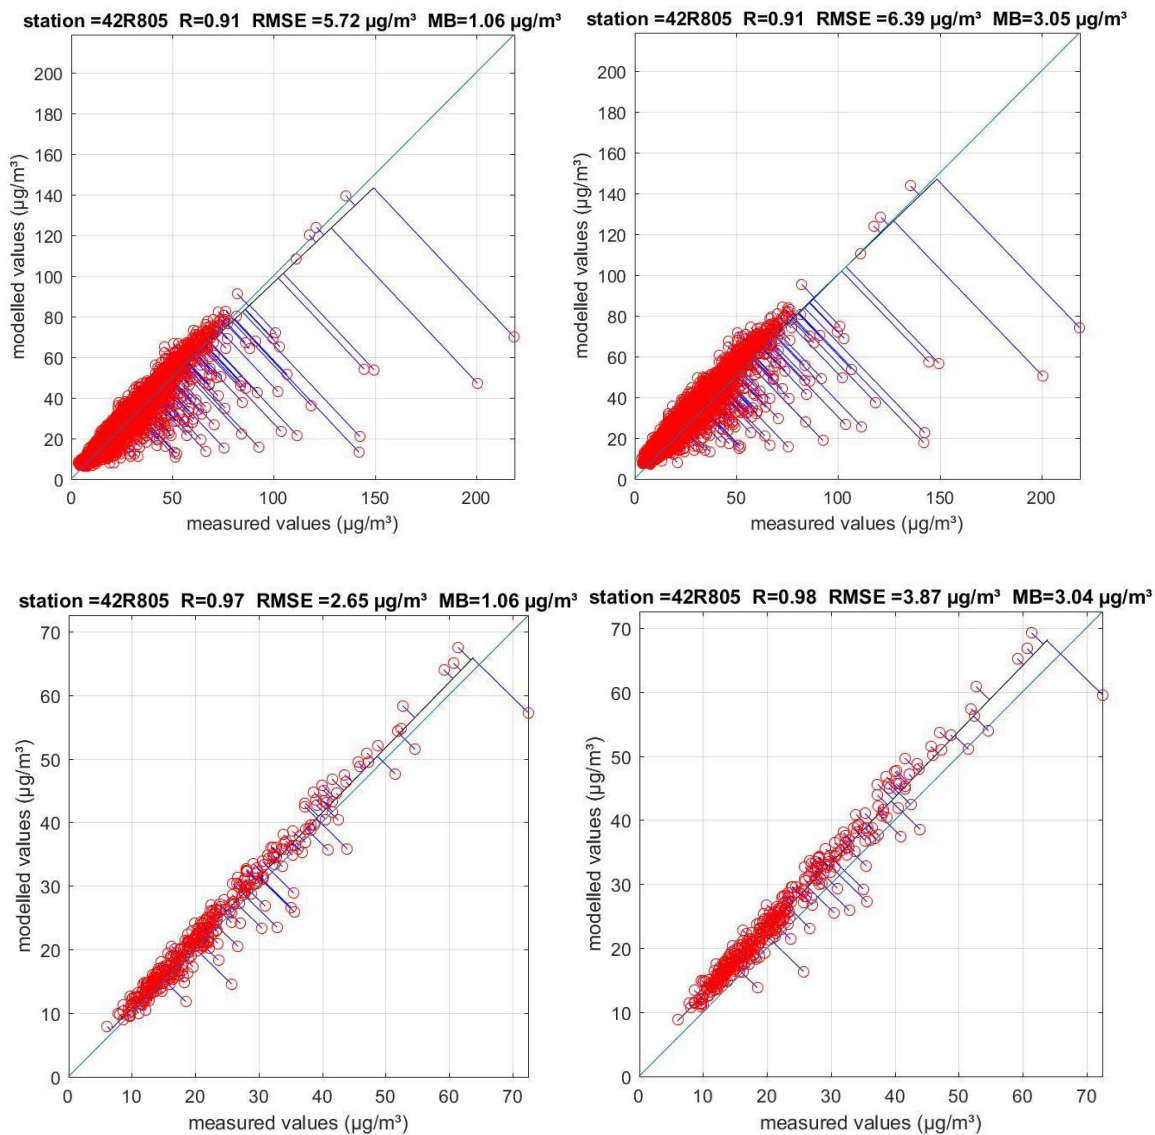 station =42R805 R=0.91 RMSE =5.72 µg/m³ MB=1.06 µg/m³
200
180
160
140
120
100
80
60
40
20
0
modelled values (µg/m³)
0 50 100 150 200
measured values (µg/m³)
station =42R805 R=0.91 RMSE =6.39 µg/m³ MB=3.05 µg/m³
200
180
160
140
120
100
80
60
40
20
0
modelled values (µg/m³)
0 50 100 150 200
measured values (µg/m³)
station =42R805 R=0.97 RMSE =2.65 µg/m³ MB=1.06 µg/m³
70
60
50
40
30
20
10
0
modelled values (µg/m³)
0 10 20 30 40 50 60 70
measured values (µg/m³)
station =42R805 R=0.98 RMSE =3.87 µg/m³ MB=3.04 µg/m³
70
60
50
40
30
20
10
0
modelled values (µg/m³)
0 10 20 30 40 50 60 70
measured values (µg/m³)